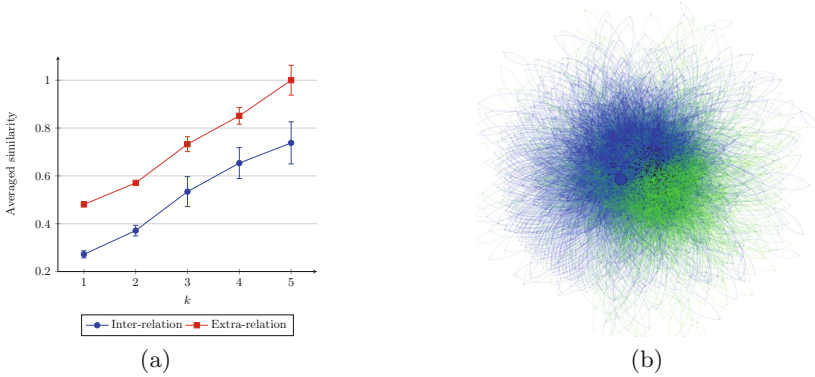 Averaged similarity
1
0.8
0.6
0.4
0.2
1 2 3 4 5
k
Inter-relation Extra-relation
(a) (b)